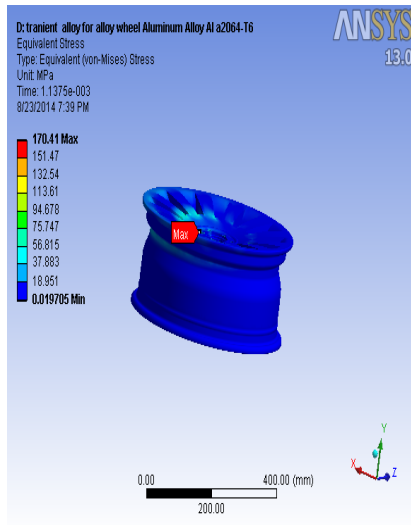 D: tranient alloy for alloy wheel Aluminum Alloy Al a2064-T6
Equivalent Stress
Type: Equivalent (von-Mises) Stress
Unit: MPa
Time: 1.1375e-003
8/23/2014 7:39 PM
ANSYS
13.0
170.41 Max
151.47
132.54
113.61
94.678
75.747
56.815
37.883
18.951
0.019705 Min
Max
Y
X
Z
0.00
400.00 (mm)
200.00